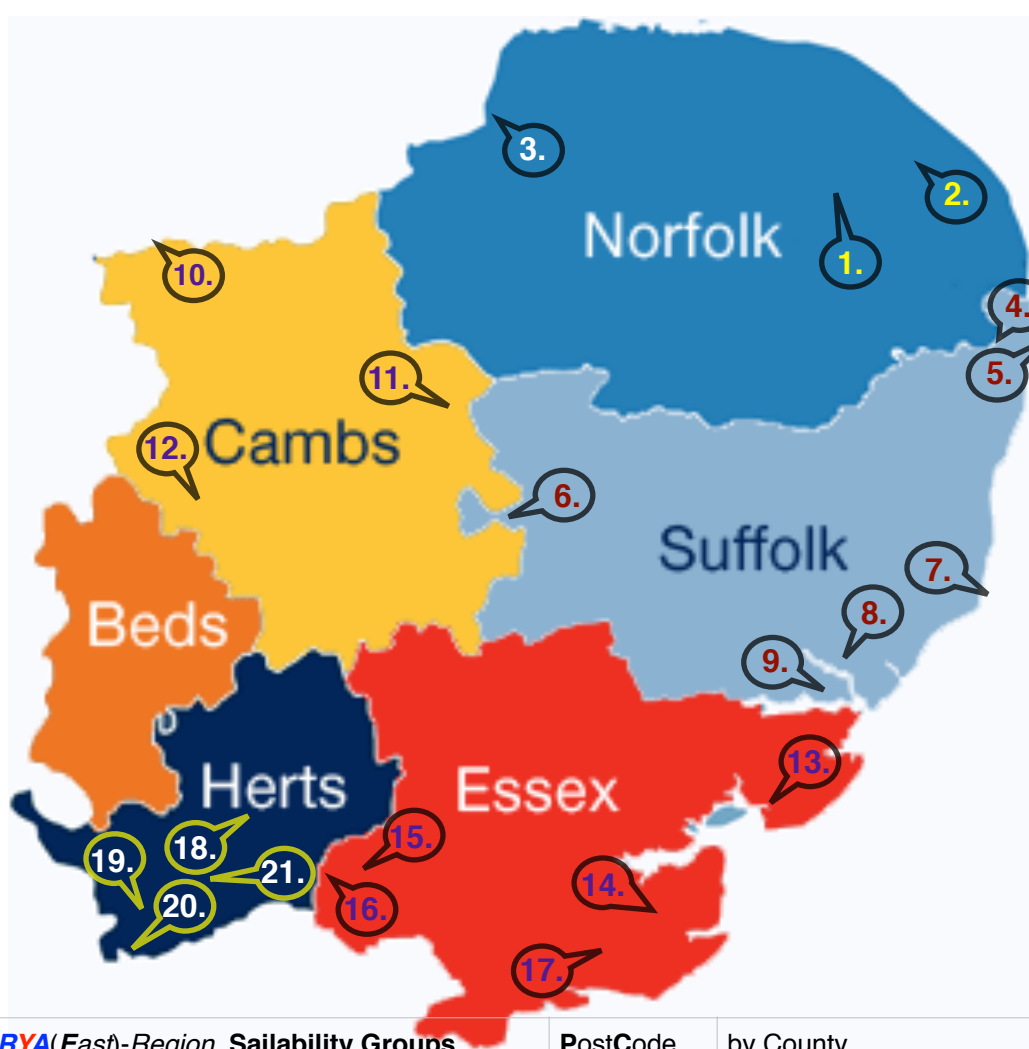 3.
2.
Norfolk
1.
10.
4.
5.
11.
12.
Cambs
6.
Suffolk
7.
Beds
8.
9.
Herts
Essex
13.
15.
18.
19.
21.
14.
20.
16.
17.
RYA(East)-Region Sailability Groups
PostCode
by County